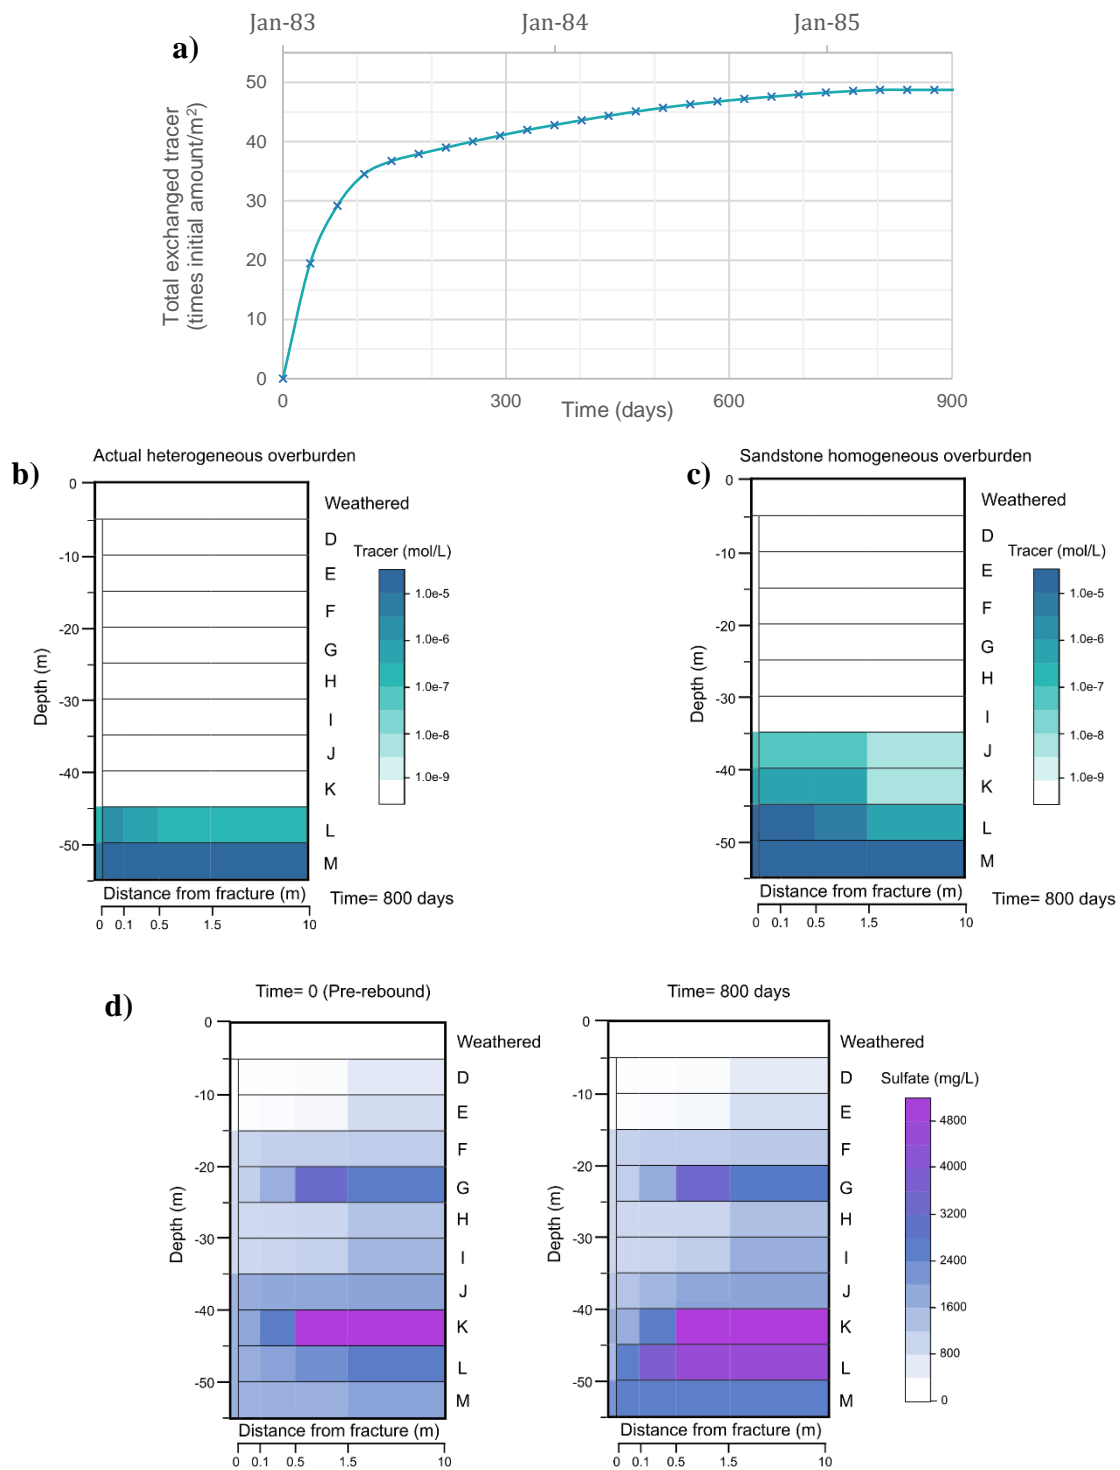 Jan-83 Jan-84 Jan-85
a)
Total exchanged tracer
(times initial amount/m²)
50
40
30
20
10
0
0 300 600 900
Time (days)
b)
Actual heterogeneous overburden
Depth (m)
0
-10
-20
-30
-40
-50
Weathered
D
E
F
G
H
I
J
K
L
M
Tracer (mol/L)
1.0e-5
1.0e-6
1.0e-7
1.0e-8
1.0e-9
Distance from fracture (m)
0 0.1 0.5 1.5 10
Time= 800 days
c)
Sandstone homogeneous overburden
Depth (m)
0
-10
-20
-30
-40
-50
Weathered
D
E
F
G
H
I
J
K
L
M
Tracer (mol/L)
1.0e-5
1.0e-6
1.0e-7
1.0e-8
1.0e-9
Distance from fracture (m)
0 0.1 0.5 1.5 10
Time= 800 days
d)
Time= 0 (Pre-rebound)
Depth (m)
0
-10
-20
-30
-40
-50
Weathered
D
E
F
G
H
I
J
K
L
M
Distance from fracture (m)
0 0.1 0.5 1.5 10
Time= 800 days
Depth (m)
0
-10
-20
-30
-40
-50
Weathered
D
E
F
G
H
I
J
K
L
M
Sulfate (mg/L)
4800
4000
3200
2400
1600
800
0
Distance from fracture (m)
0 0.1 0.5 1.5 10